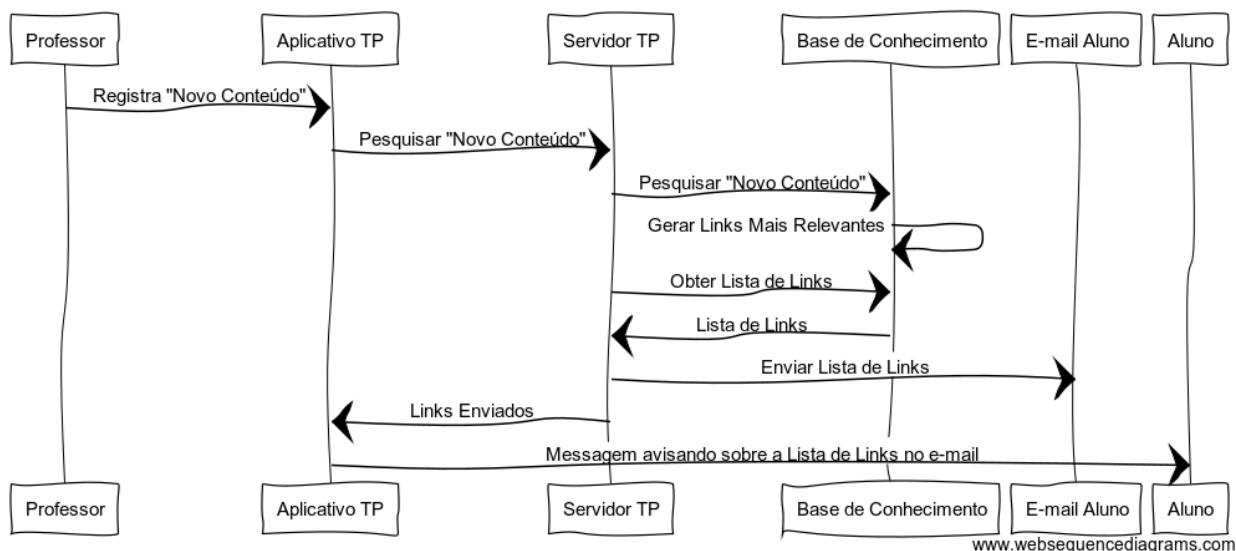 Professor Aplicativo TP Servidor TP Base de Conhecimento E-mail Aluno Aluno
Registra "Novo Conteúdo"
Pesquisar "Novo Conteúdo"
Pesquisar "Novo Conteúdo"
Gerar Links Mais Relevantes
Obter Lista de Links
Lista de Links
Enviar Lista de Links
Links Enviados
Messagem avisando sobre a Lista de Links no e-mail
Professor Aplicativo TP Servidor TP Base de Conhecimento E-mail Aluno Aluno
www.websequencediagrams.com